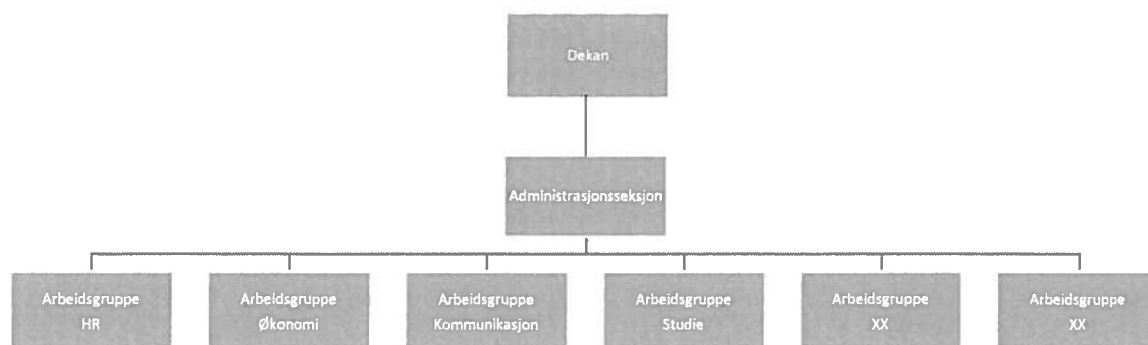 Dekan
Administrasjonsseksjon
Arbeidsgruppe
HR
Arbeidsgruppe
Økonomi
Arbeidsgruppe
Kommunikasjon
Arbeidsgruppe
Studie
Arbeidsgruppe
XX
Arbeidsgruppe
XX